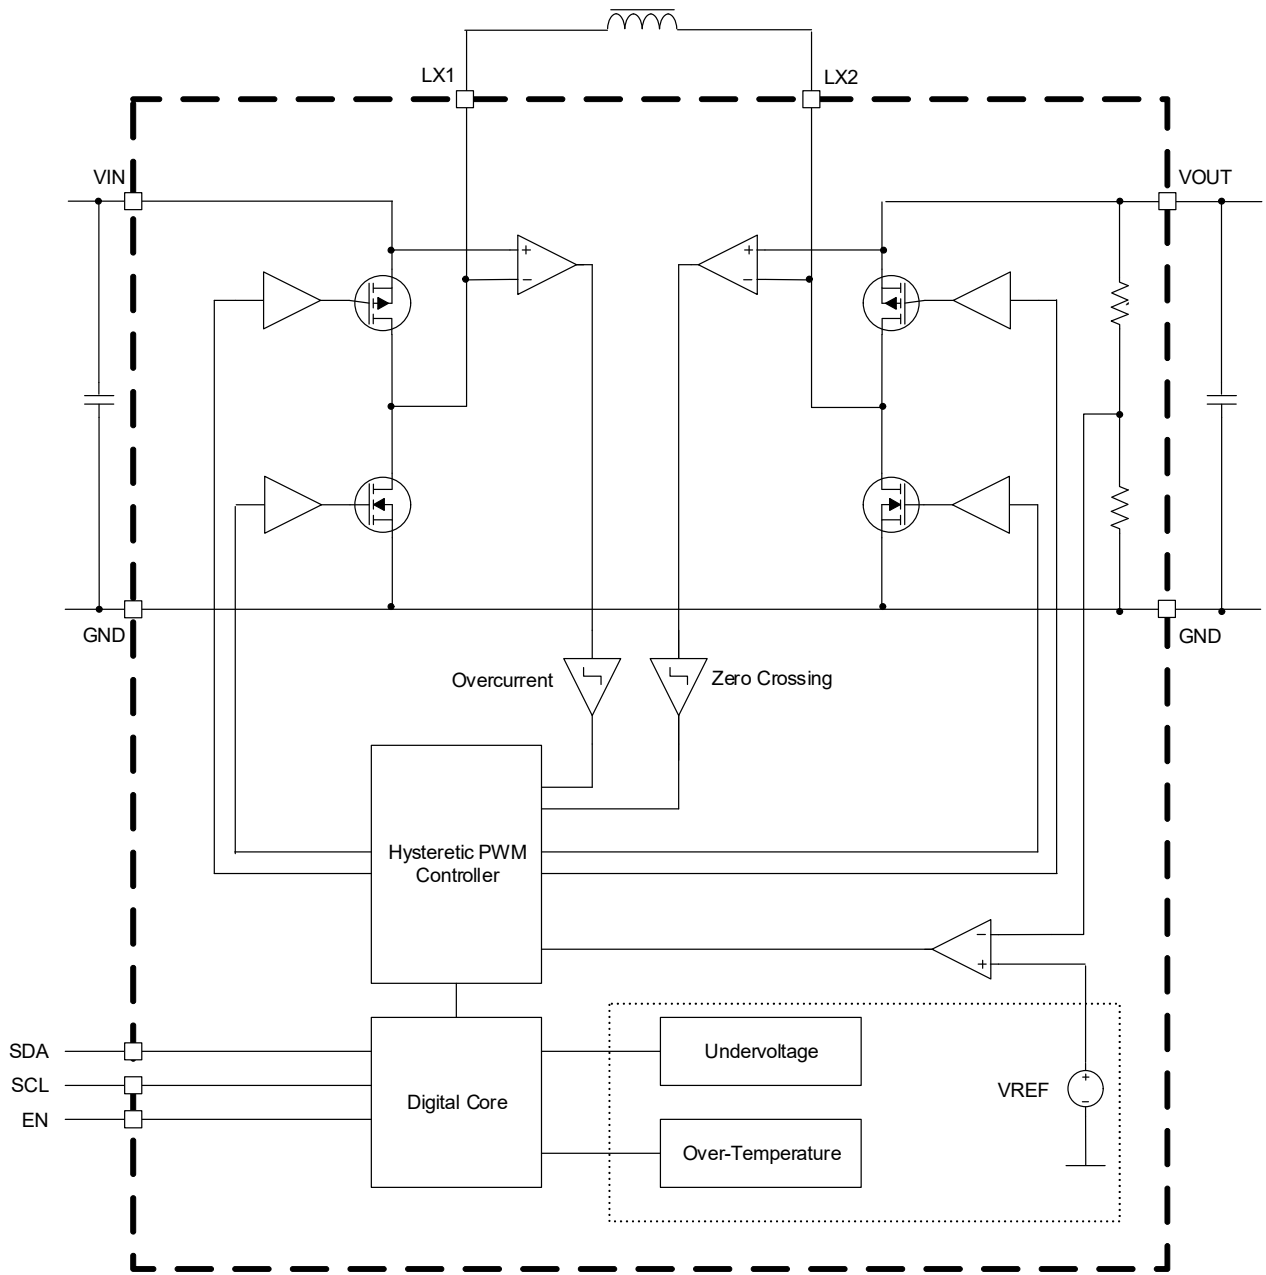 LX1
LX2
VIN
VOUT
+
−
+
−
GND
GND
Overcurrent
Zero Crossing
Hysteretic PWM
Controller
−
+
SDA
SCL
EN
Digital Core
Undervoltage
Over-Temperature
VREF
+
−